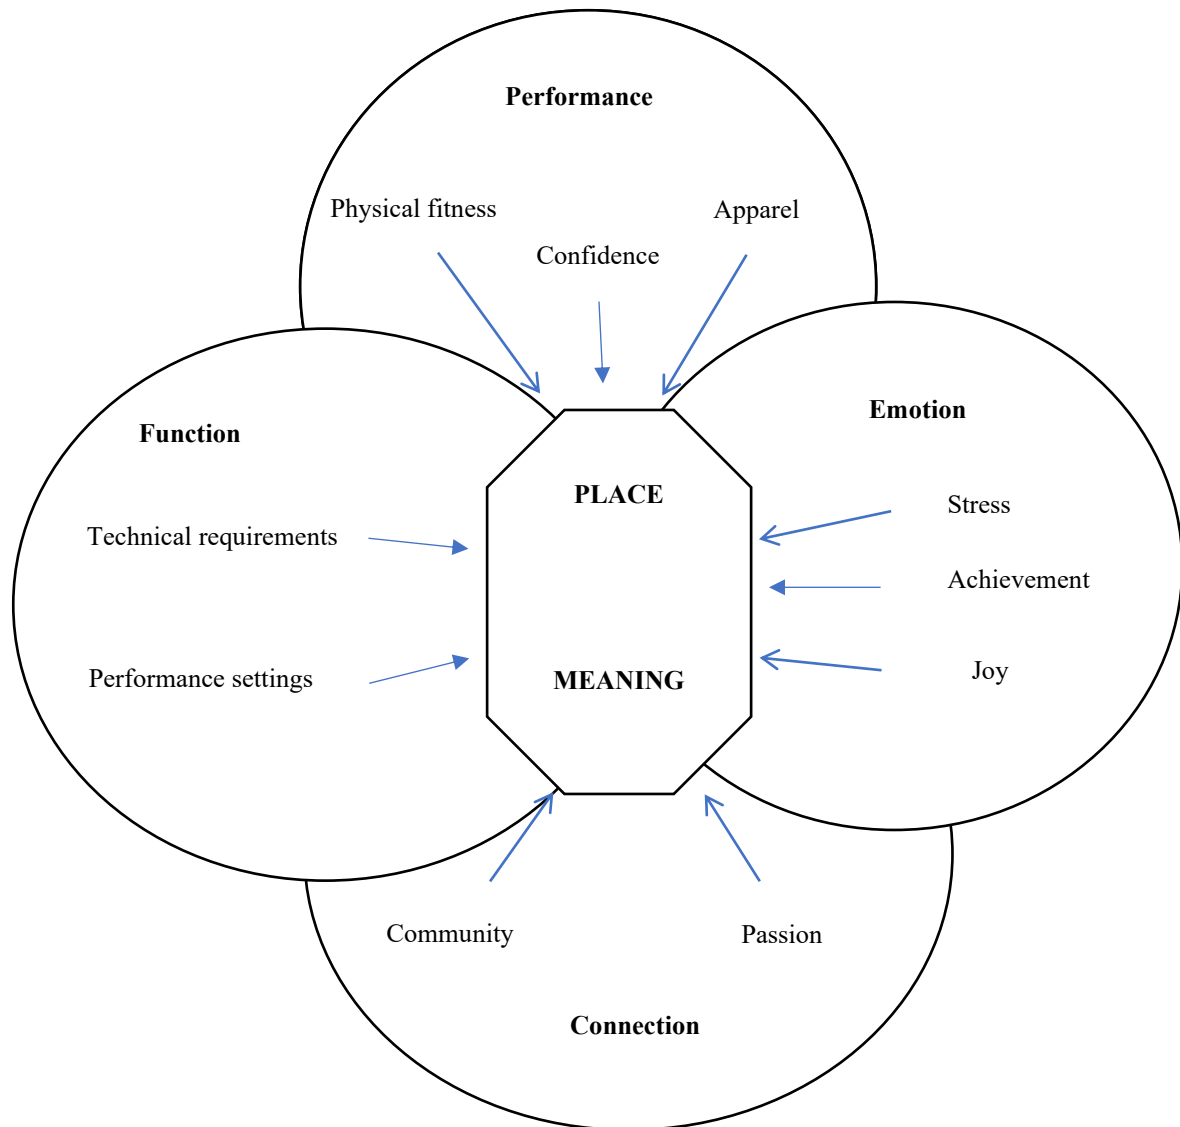 Performance
Physical fitness
Confidence
Apparel
Function
Technical requirements
Performance settings
PLACE
MEANING
Emotion
Stress
Achievement
Joy
Community
Passion
Connection